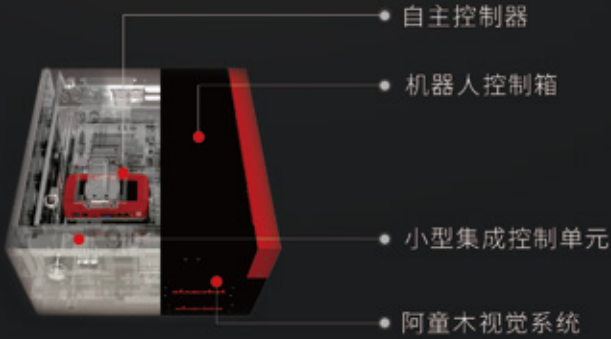 自主控制器
机器人控制箱
小型集成控制单元
阿童木视觉系统